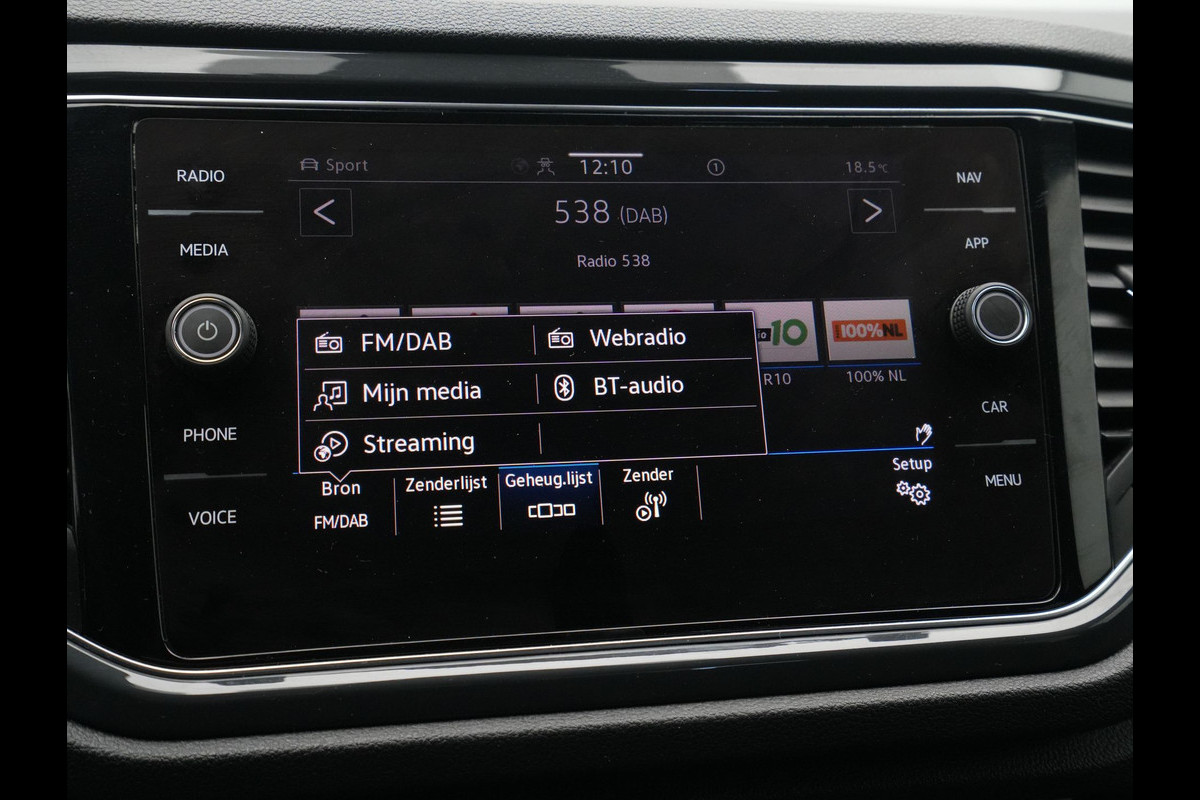 RADIO
MEDIA
PHONE
VOICE
Sport
12:10
1
18.5°C
538 (DAB)
Radio 538
10
100%NL
R10
100% NL
FM/DAB
Webradio
Mijn media
BT-audio
Streaming
Bron
FM/DAB
Zenderlijst
Geheug.lijst
Zender
Setup
NAV
APP
CAR
MENU